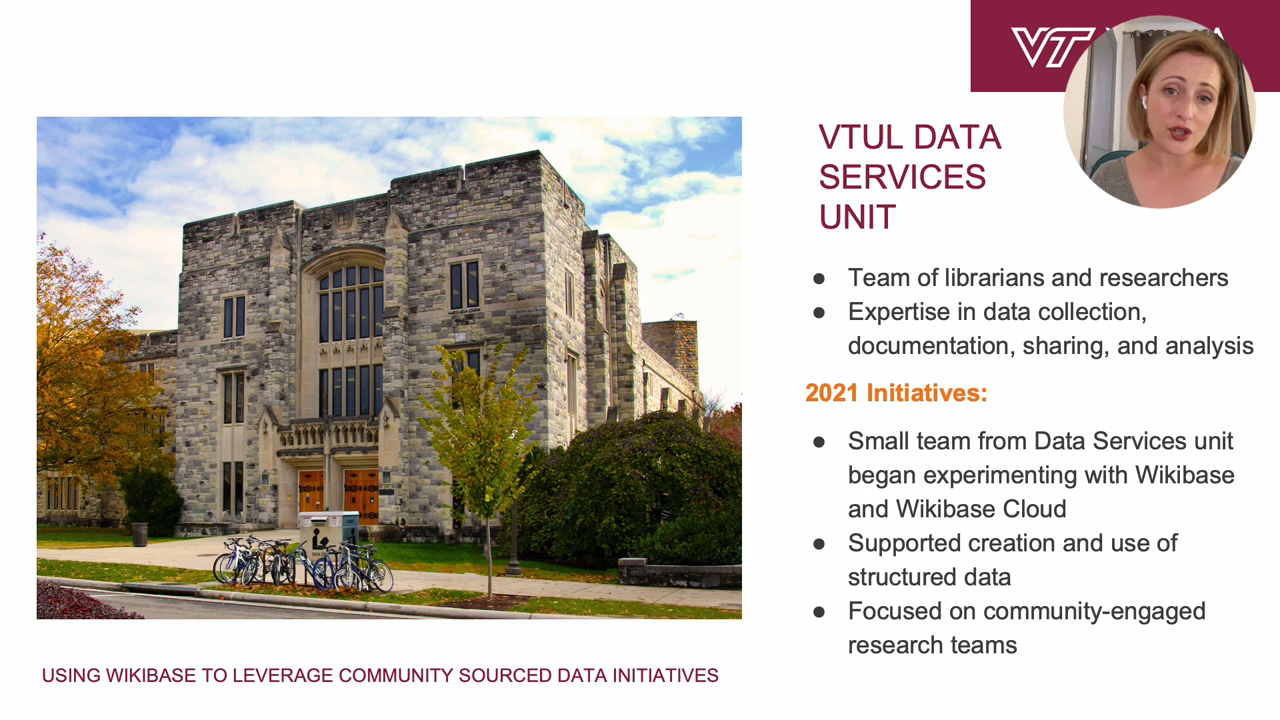 VT
VTUL DATA
SERVICES
UNIT
● Team of librarians and researchers
● Expertise in data collection,
documentation, sharing, and analysis
2021 Initiatives:
● Small team from Data Services unit
began experimenting with Wikibase
and Wikibase Cloud
● Supported creation and use of
structured data
● Focused on community-engaged
research teams
USING WIKIBASE TO LEVERAGE COMMUNITY SOURCED DATA INITIATIVES